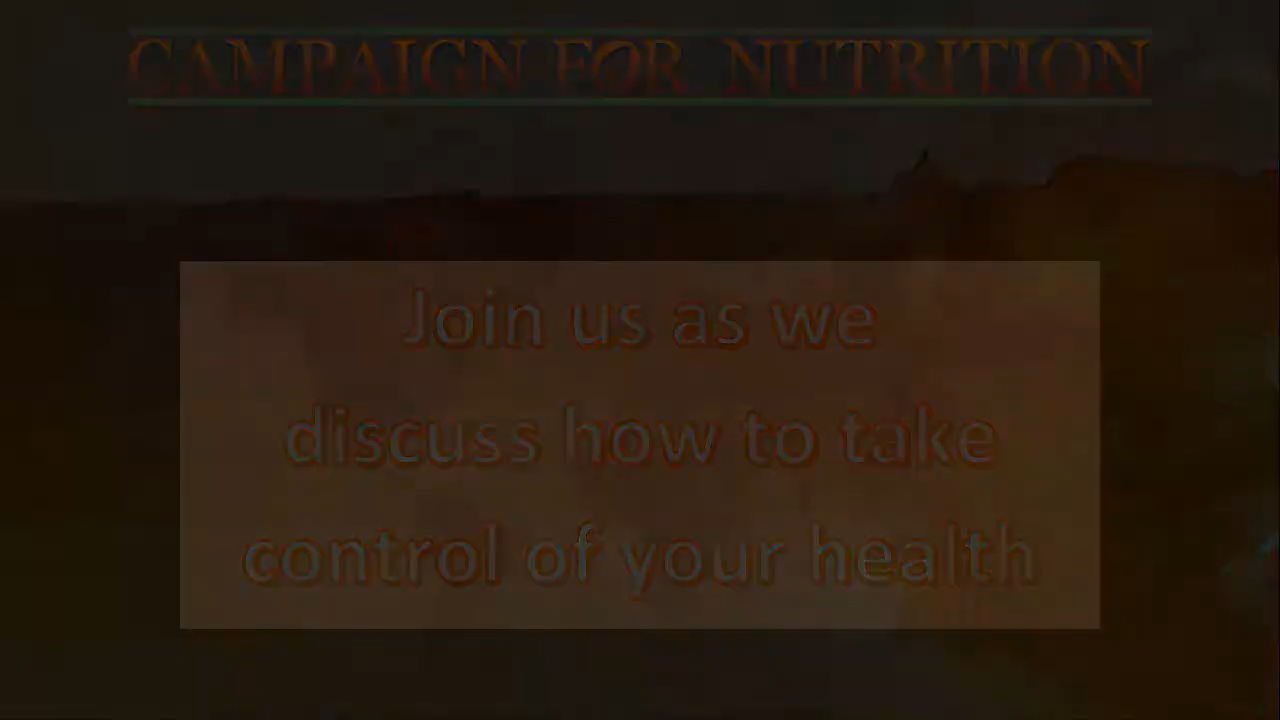 CAMPAIGN FOR NUTRITION
Join us as we
discuss how to take
control of your health